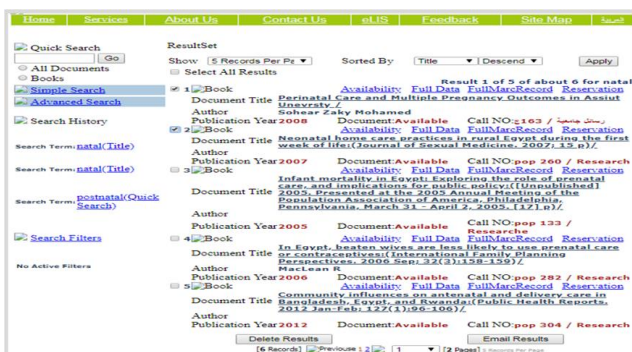 Home Services About Us Contact Us eLIS Feedback Site Map العربية
Quick Search
Go
All Documents
Books
Simple Search
Advanced Search
Search History
Search Term: natal(Title)
Search Term: natal(Title)
Search Term: postnatal(Quick Search)
Search Filters
No Active Filters
ResultSet
Show 5 Records Per Pa Sorted By Title Descend Apply
Select All Results
Result 1 of 5 of about 6 for natal
1 Book Availability Full Data FullMarcRecord Reservation
Document Title Perinatal Care and Multiple Pregnancy Outcomes in Assiut
Unevrsty /
Author Sohear Zaky Mohamed
Publication Year 2008 Document:Available Call NO: رسائل جامعية / 163ع
2 Book Availability Full Data FullMarcRecord Reservation
Document Title Neonatal home care practices in rural Egypt during the first
week of life:(Journal of Sexual Medicine, 2007; 15 p)/
Author
Publication Year 2007 Document:Available Call NO:pop 260 / Research
3 Book Availability Full Data FullMarcRecord Reservation
Infant mortality in Egypt: Exploring the role of prenatal
care, and implications for public policy:([Unpublished]
Document Title 2005. Presented at the 2005 Annual Meeting of the
Population Association of America, Philadelphia,
Pennsylvania, March 31 - April 2, 2005. [17] p)/
Author
Publication Year 2005 Document:Available Call NO:pop 133 /
Researche
4 Book Availability Full Data FullMarcRecord Reservation
In Egypt, beaten wives are less likely to use prenatal care
Document Title or contraceptives:(International Family Planning
Perspectives. 2006 Sep; 32(3):158-159)/
Author MacLean R
Publication Year 2006 Document:Available Call NO:pop 282 / Research
5 Book Availability Full Data FullMarcRecord Reservation
Community influences on antenatal and delivery care in
Document Title Bangladesh, Egypt, and Rwanda:(Public Health Reports.
2012 Jan-Feb; 127(1):96-106)/
Author
Publication Year 2012 Document:Available Call NO:pop 304 / Research
Delete Results Email Results
[6 Records] Previouse 1 2 1 [2 Pages] 5 Records Per Page